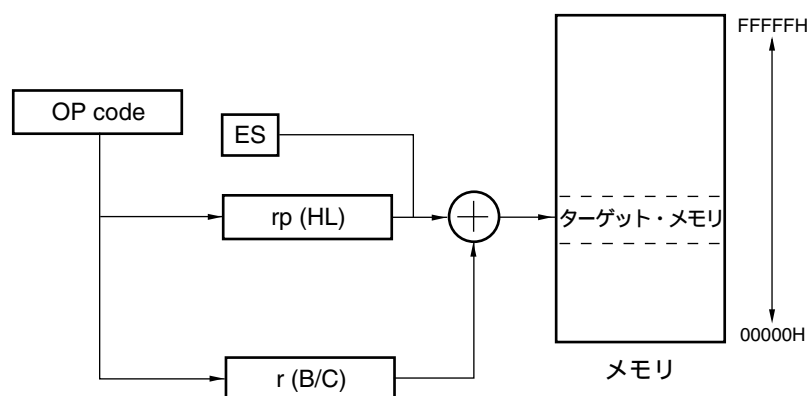 FFFFFH
OP code
ES
rp (HL)
ターゲット・メモリ
r (B/C)
00000H
メモリ